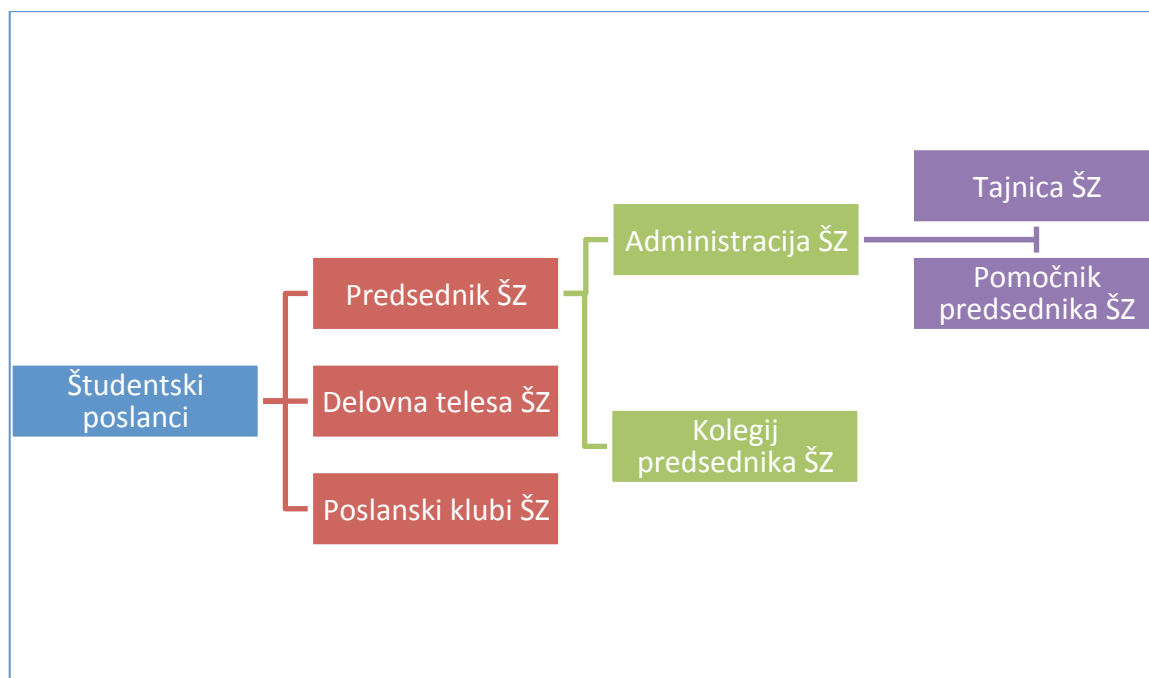 Študentski
poslanci
Predsednik ŠZ
Delovna telesa ŠZ
Poslanski klubi ŠZ
Administracija ŠZ
Kolegij
predsednika ŠZ
Tajnica ŠZ
Pomočnik
predsednika ŠZ